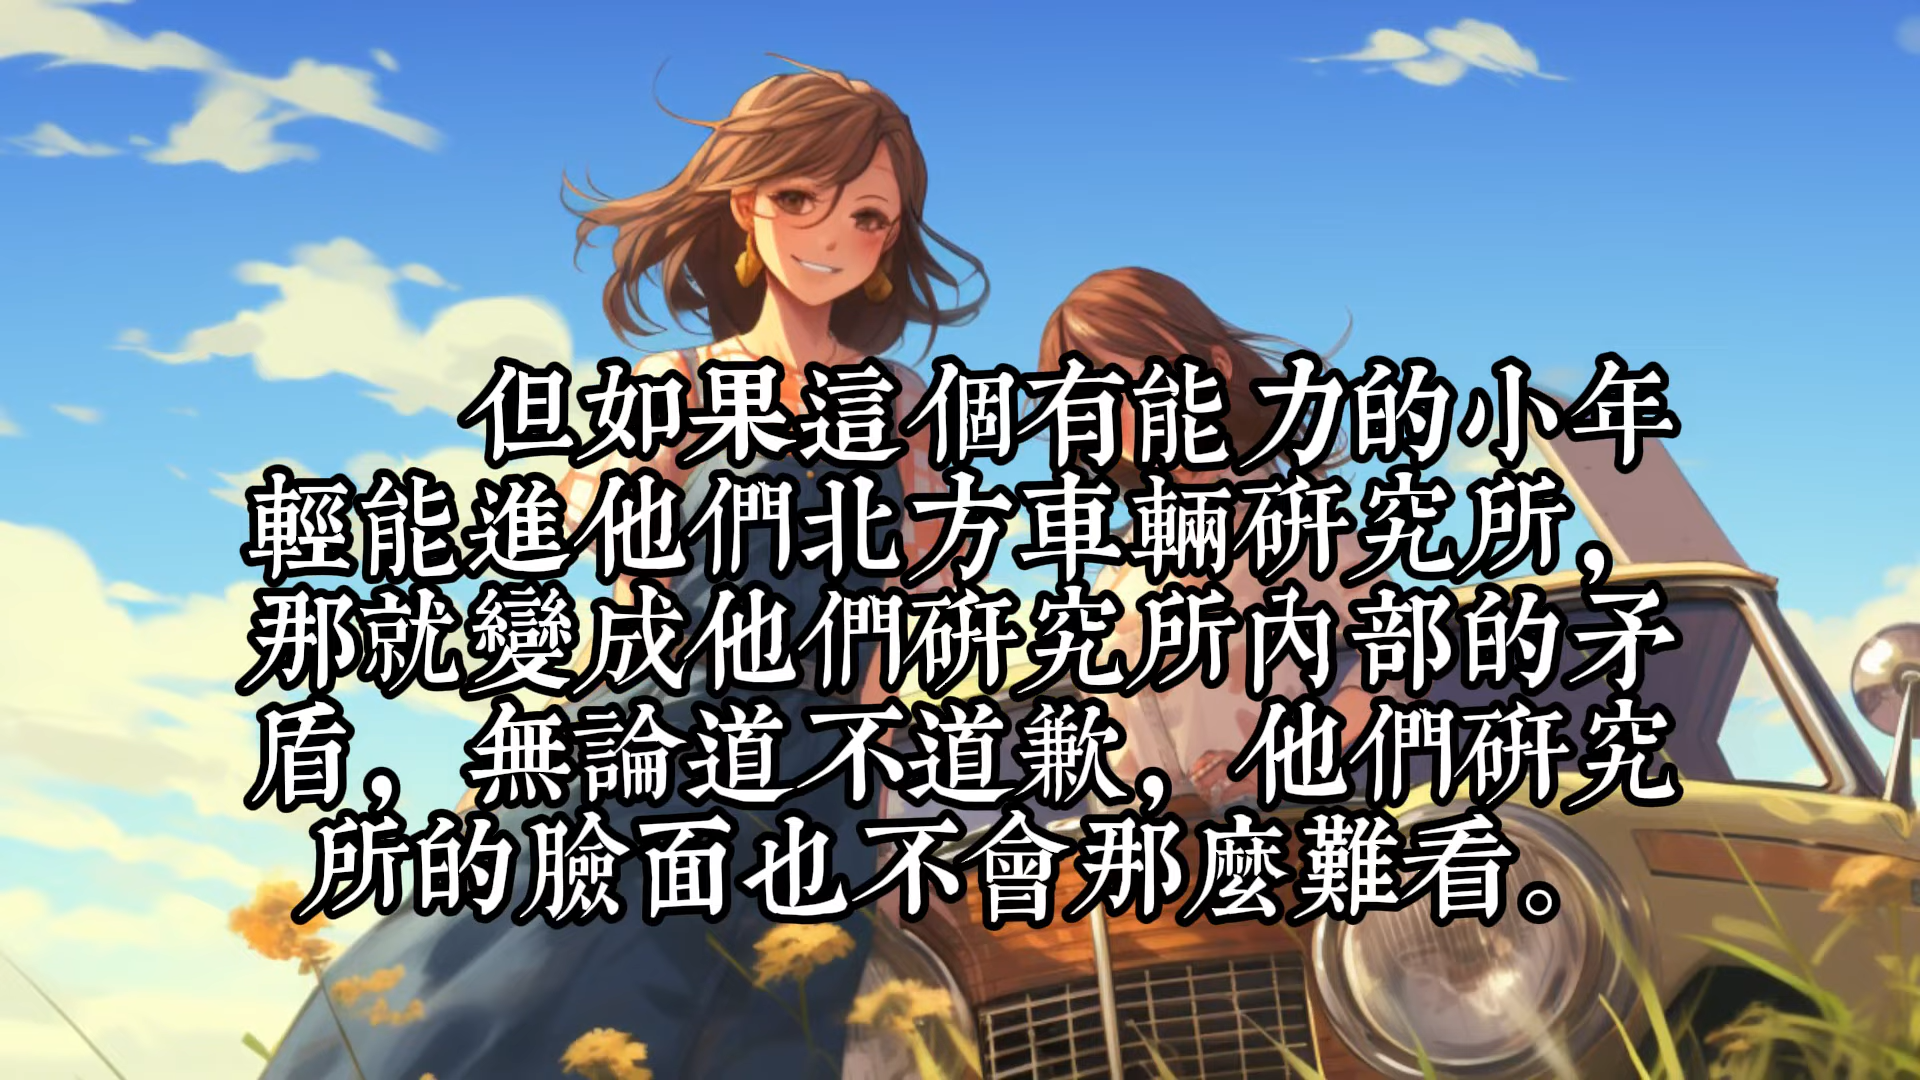 但如果這個有能力的小年
輕能進他們北方車輛研究所，
那就變成他們研究所內部的矛
盾，無論道不道歉，他們研究
所的臉面也不會那麼難看。